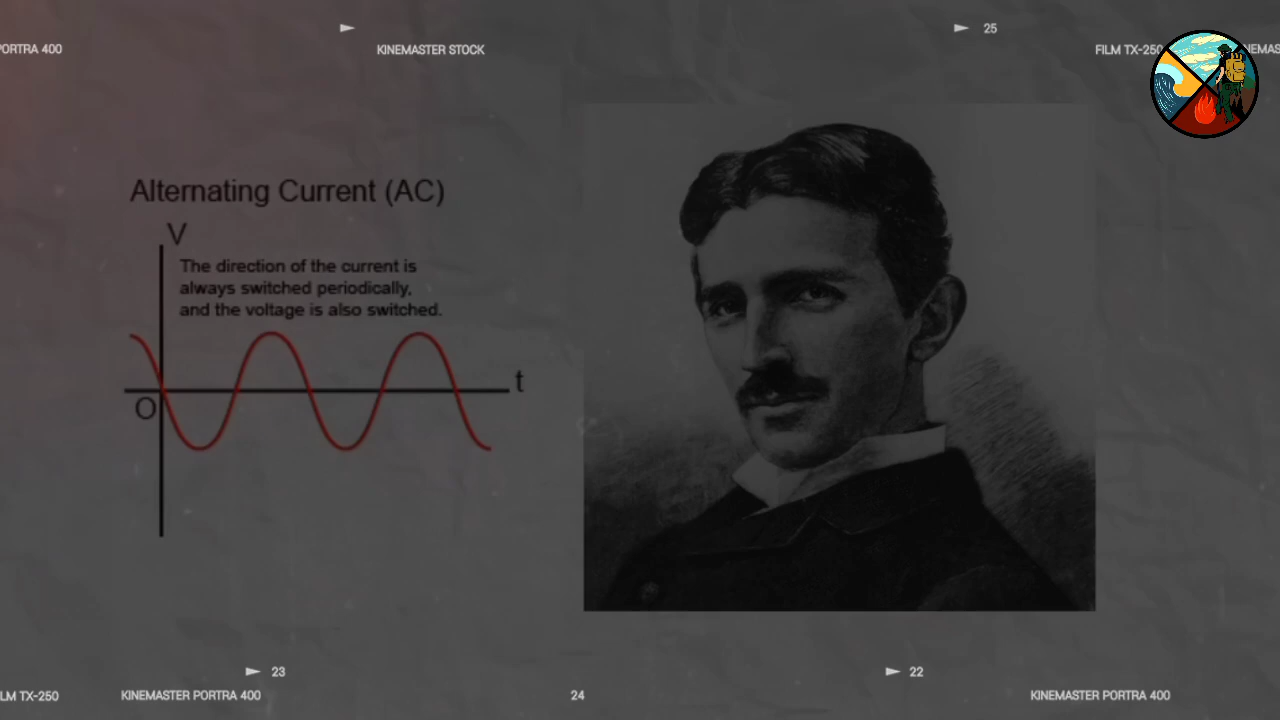 25
PORTRA 400
KINEMASTER STOCK
FILM TX-250
Alternating Current (AC)
V
The direction of the current is
always switched periodically,
and the voltage is also switched.
t
O
23
22
LM TX-250
KINEMASTER PORTRA 400
24
KINEMASTER PORTRA 400